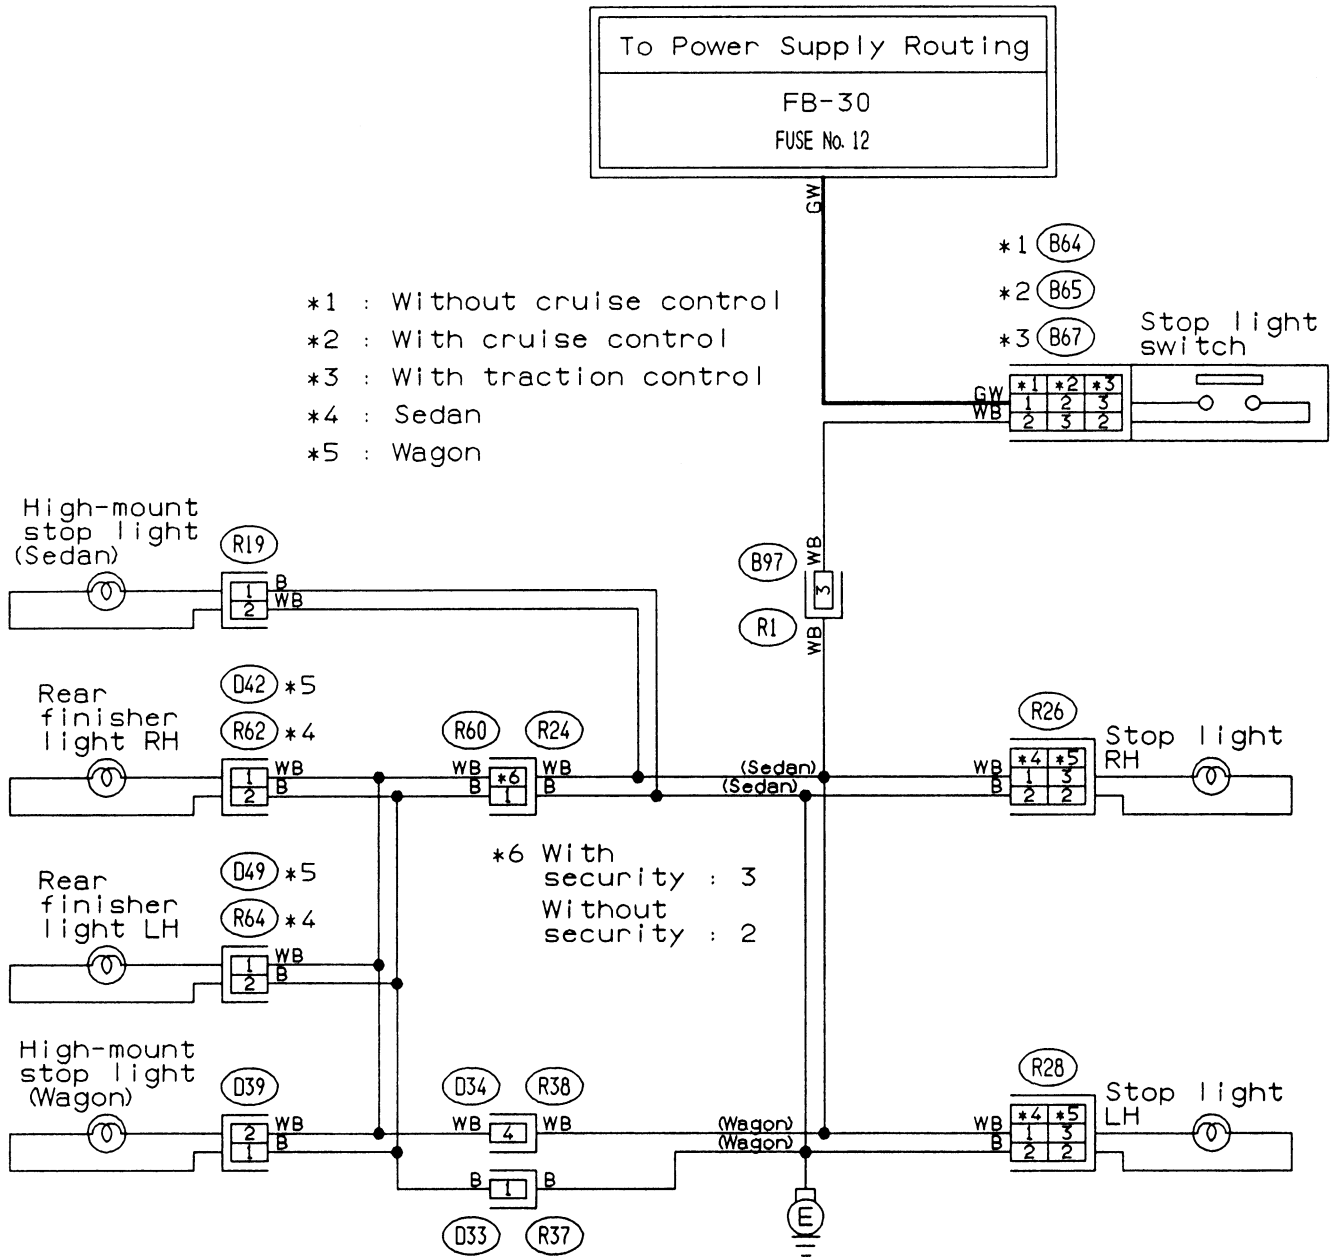 To Power Supply Routing
FB-30
FUSE No. 12
GW
*1 B64
*2 B65
*3 B67
Stop light
switch
*1 : Without cruise control
*2 : With cruise control
*3 : With traction control
*4 : Sedan
*5 : Wagon
GW
WB
*1 *2 *3
1 2 3
2 3 2
High-mount
stop light
(Sedan)
R19
1 B
2 WB
B97
WB
3
R1
WB
Rear
finisher
light RH
D42 *5
R62 *4
1 WB
2 B
R60 R24
WB *6 WB
B 1 B
(Sedan)
(Sedan)
R26
WB
B
*4 *5
1 3
2 2
Stop light
RH
*6 With
security : 3
Without
security : 2
Rear
finisher
light LH
D49 *5
R64 *4
1 WB
2 B
High-mount
stop light
(Wagon)
D39
2 WB
1 B
D34 R38
WB 4 WB
(Wagon)
(Wagon)
B 1 B
D33 R37
R28
WB
B
*4 *5
1 3
2 2
Stop light
LH
E